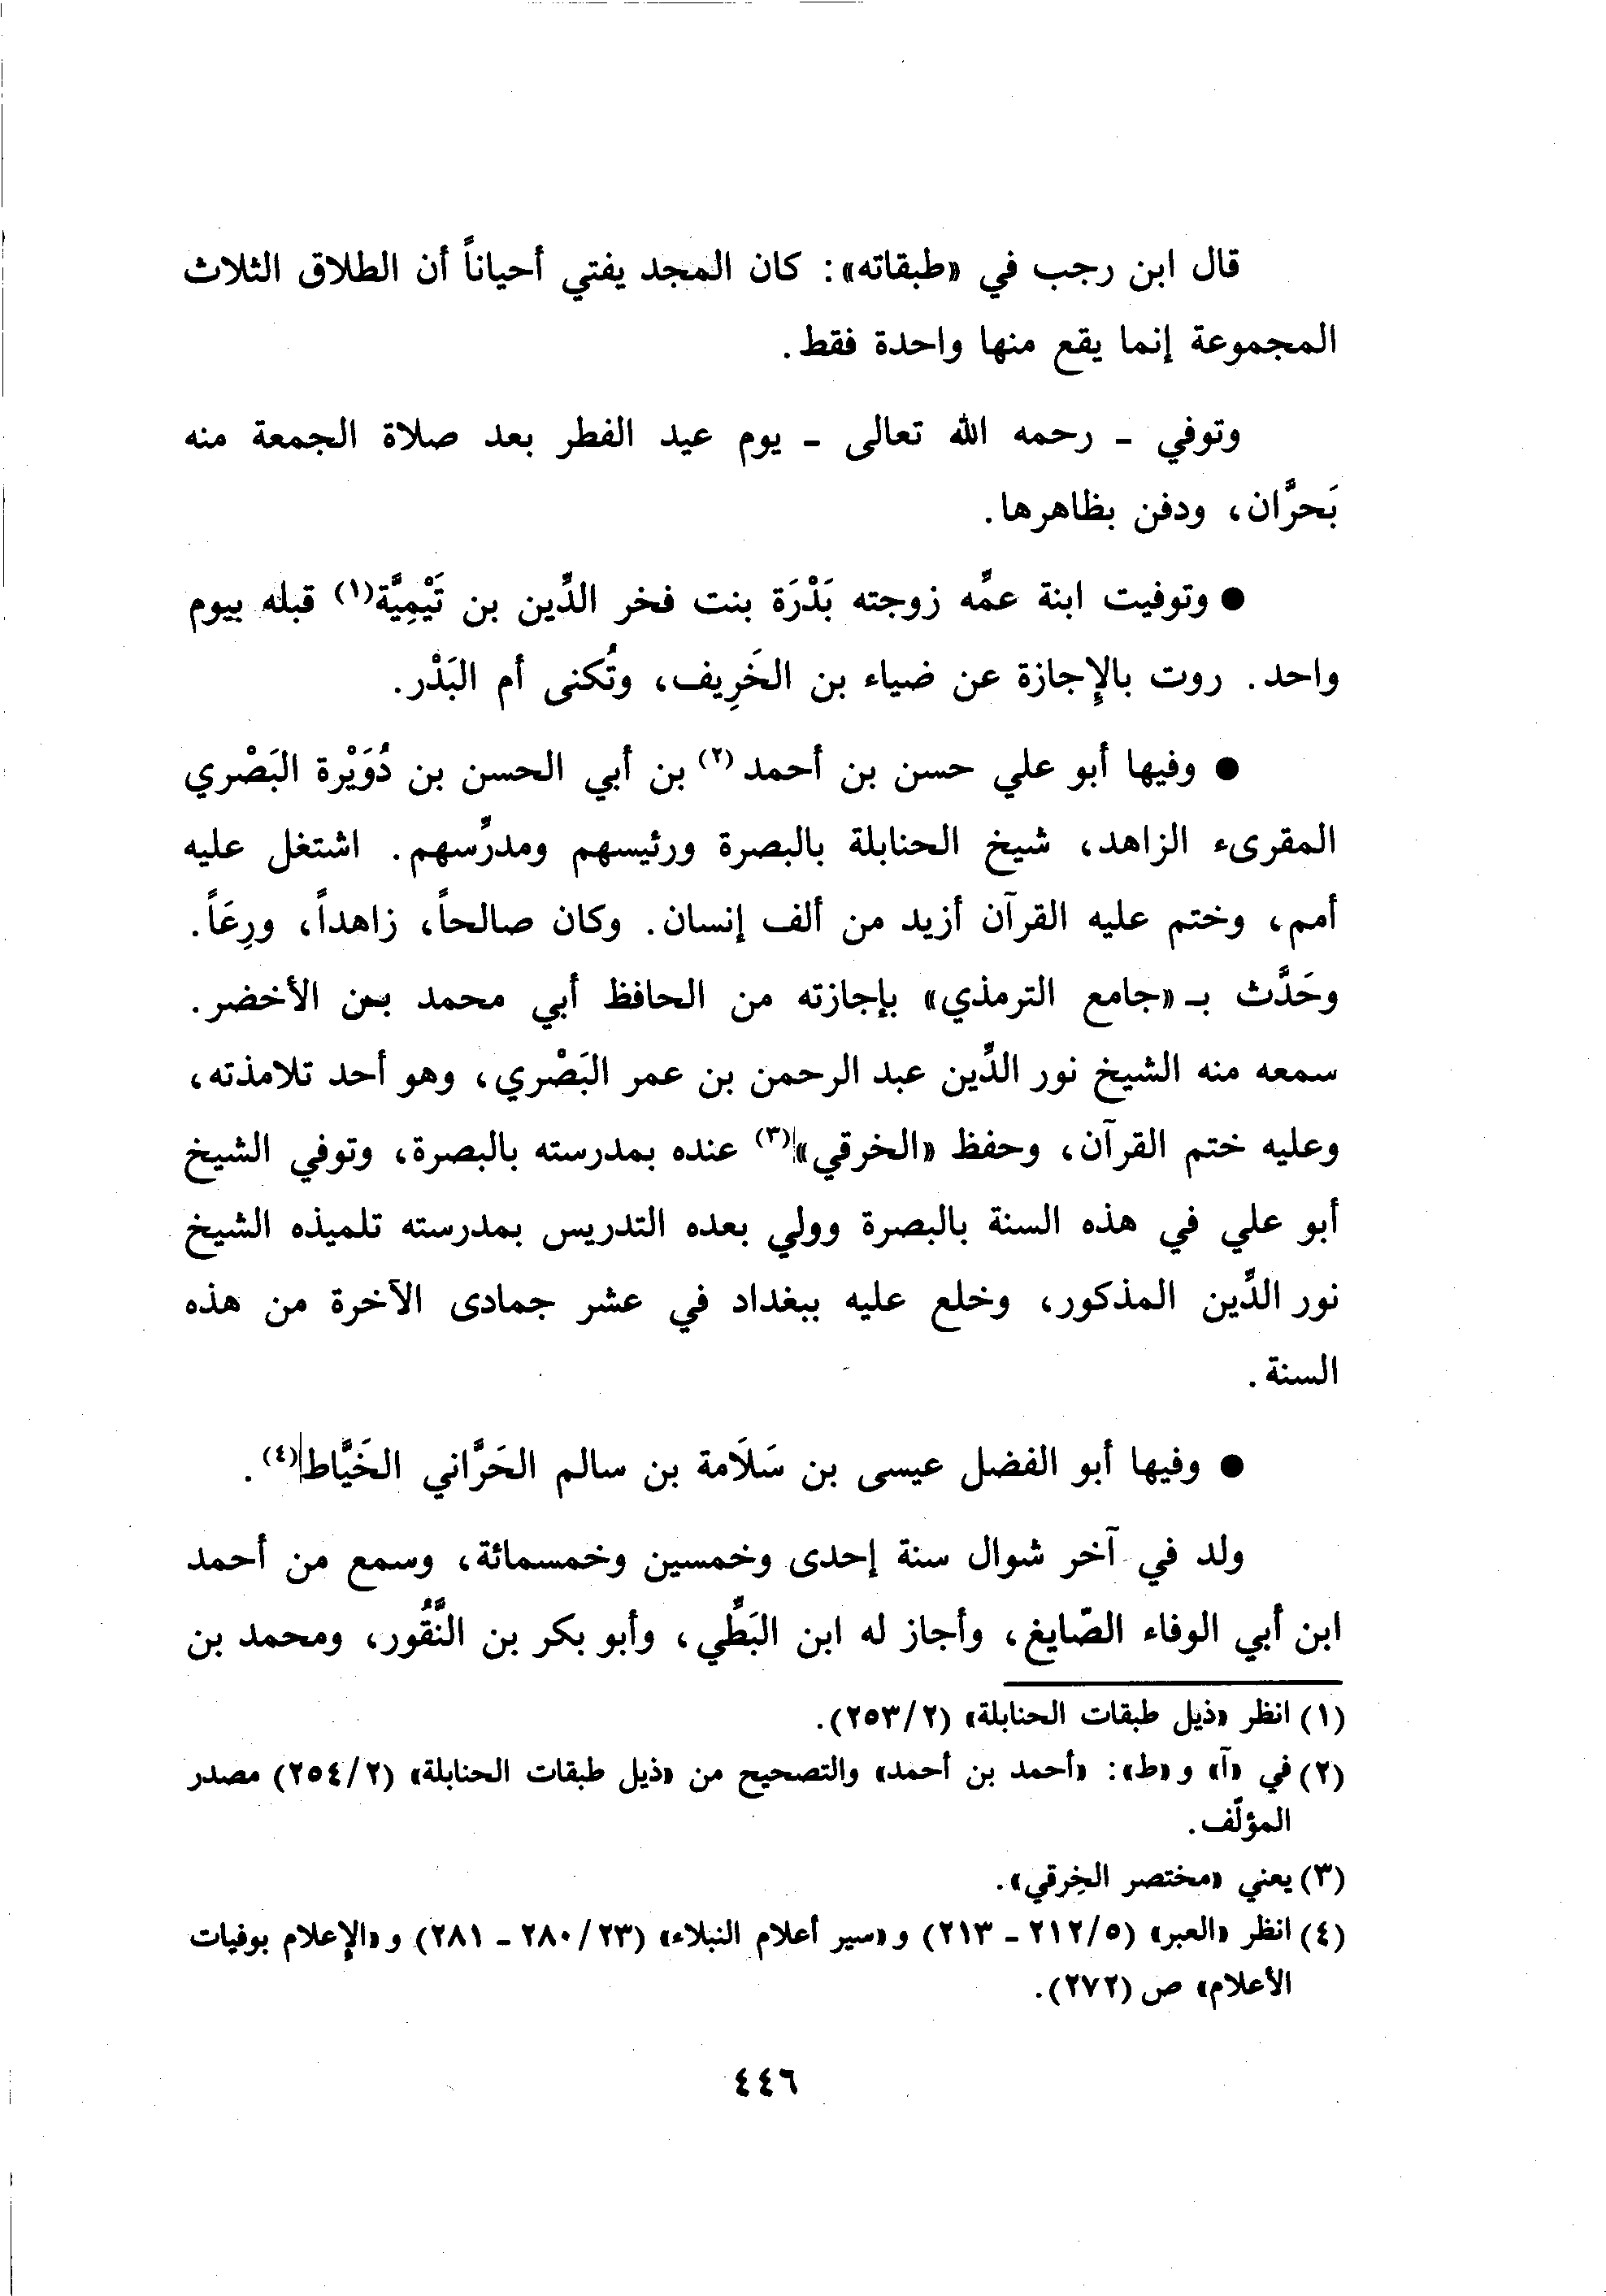 قال ابن رجب في «طبقاته»: كان المجد يفتي أحياناً أن الطلاق الثلاث
المجموعة إنما يقع منها واحدة فقط.
وتوفي ـ رحمه الله تعالى ـ يوم عيد الفطر بعد صلاة الجمعة منه
بَحرَّان، ودفن بظاهرها.
● وتوفيت ابنة عمِّه زوجته بَدْرَة بنت فخر الدِّين بن تَيْمِيَّة(١) قبله بيوم
واحد. روت بالإِجازة عن ضياء بن الخَرِيف، وتُكنى أم البَدْر.
● وفيها أبو علي حسن بن أحمد(٢) بن أبي الحسن بن دُوَيْرة البَصْري
المقرىء الزاهد، شيخ الحنابلة بالبصرة ورئيسهم ومدرِّسهم. اشتغل عليه
أمم، وختم عليه القرآن أزيد من ألف إنسان. وكان صالحاً، زاهداً، ورِعَاً.
وحَدَّث بـ «جامع الترمذي» بإجازته من الحافظ أبي محمد بن الأخضر.
سمعه منه الشيخ نور الدِّين عبد الرحمن بن عمر البَصْري، وهو أحد تلامذته،
وعليه ختم القرآن، وحفظ «الخرقي»(٣) عنده بمدرسته بالبصرة، وتوفي الشيخ
أبو علي في هذه السنة بالبصرة وولي بعده التدريس بمدرسته تلميذه الشيخ
نور الدِّين المذكور، وخلع عليه ببغداد في عشر جمادى الآخرة من هذه
السنة.
● وفيها أبو الفضل عيسى بن سَلَامة بن سالم الحَرَّاني الخَيَّاط(٤).
ولد في آخر شوال سنة إحدى وخمسين وخمسمائة، وسمع من أحمد
ابن أبي الوفاء الصّايغ، وأجاز له ابن البَطِّي، وأبو بكر بن النَّقُور، ومحمد بن
(١) انظر «ذيل طبقات الحنابلة» (٢/٢٥٣).
(٢) في «آ» و«ط»: «أحمد بن أحمد» والتصحيح من «ذيل طبقات الحنابلة» (٢/٢٥٤) مصدر
المؤلّف.
(٣) يعني «مختصر الخِرقي».
(٤) انظر «العبر» (٥/٢١٢ ـ ٢١٣) و«سير أعلام النبلاء» (٢٣/٢٨٠ ـ ٢٨١) و«الإعلام بوفيات
الأعلام» ص (٢٧٢).
٤٤٦